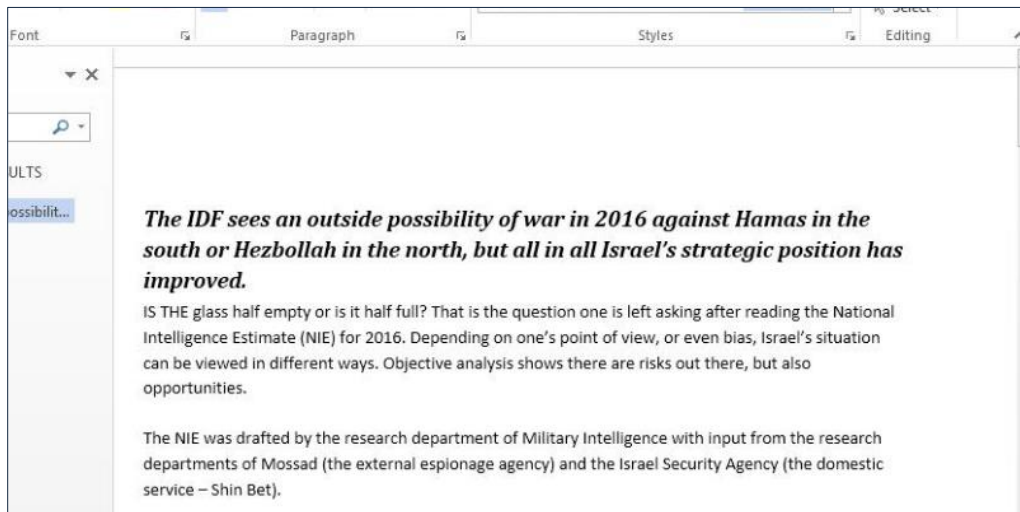 Font
Paragraph
Styles
Editing
ULTS
ossibilit...
The IDF sees an outside possibility of war in 2016 against Hamas in the
south or Hezbollah in the north, but all in all Israel's strategic position has
improved.
IS THE glass half empty or is it half full? That is the question one is left asking after reading the National
Intelligence Estimate (NIE) for 2016. Depending on one's point of view, or even bias, Israel's situation
can be viewed in different ways. Objective analysis shows there are risks out there, but also
opportunities.
The NIE was drafted by the research department of Military Intelligence with input from the research
departments of Mossad (the external espionage agency) and the Israel Security Agency (the domestic
service – Shin Bet).